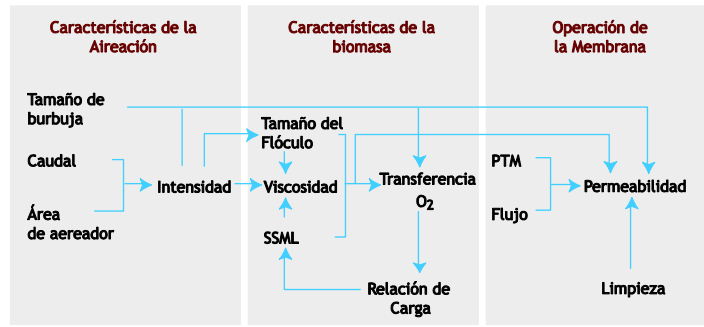 Características de la
Aireación
Características de la
biomasa
Operación de
la Membrana
Tamaño de
burbuja
Caudal
Área
de aereador
Intensidad
Tamaño del
Flóculo
Viscosidad
SSML
Transferencia
O2
Relación de
Carga
PTM
Flujo
Permeabilidad
Limpieza